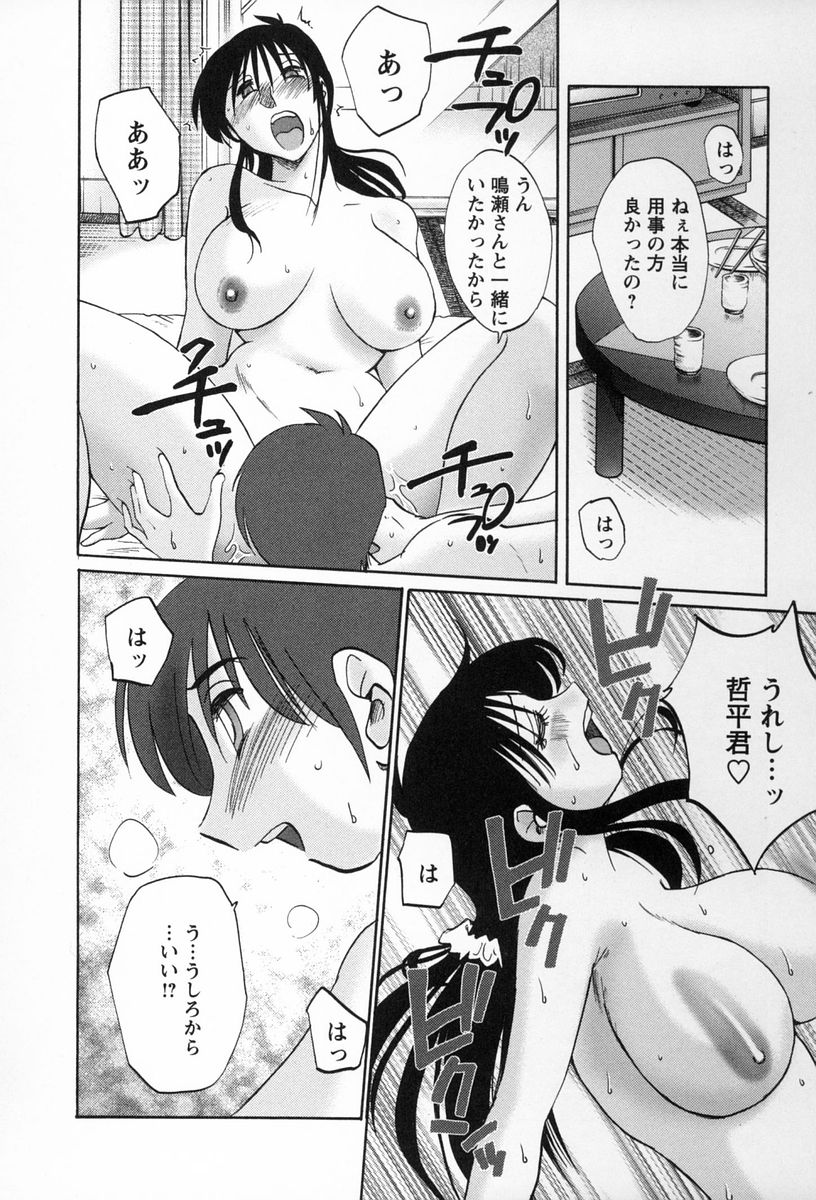 はっ
ねぇ本当に
用事の方
良かったの?
はっ
チュプッ
あっ
うん
鳴瀬さんと一緒に
いたかったから
ああッ
クチュッ
チュプッ
うれし…ッ
哲平君♡
ビク
ビクッ
ビクッ
は
はッ
う…うしろから
…いい!?
はっ